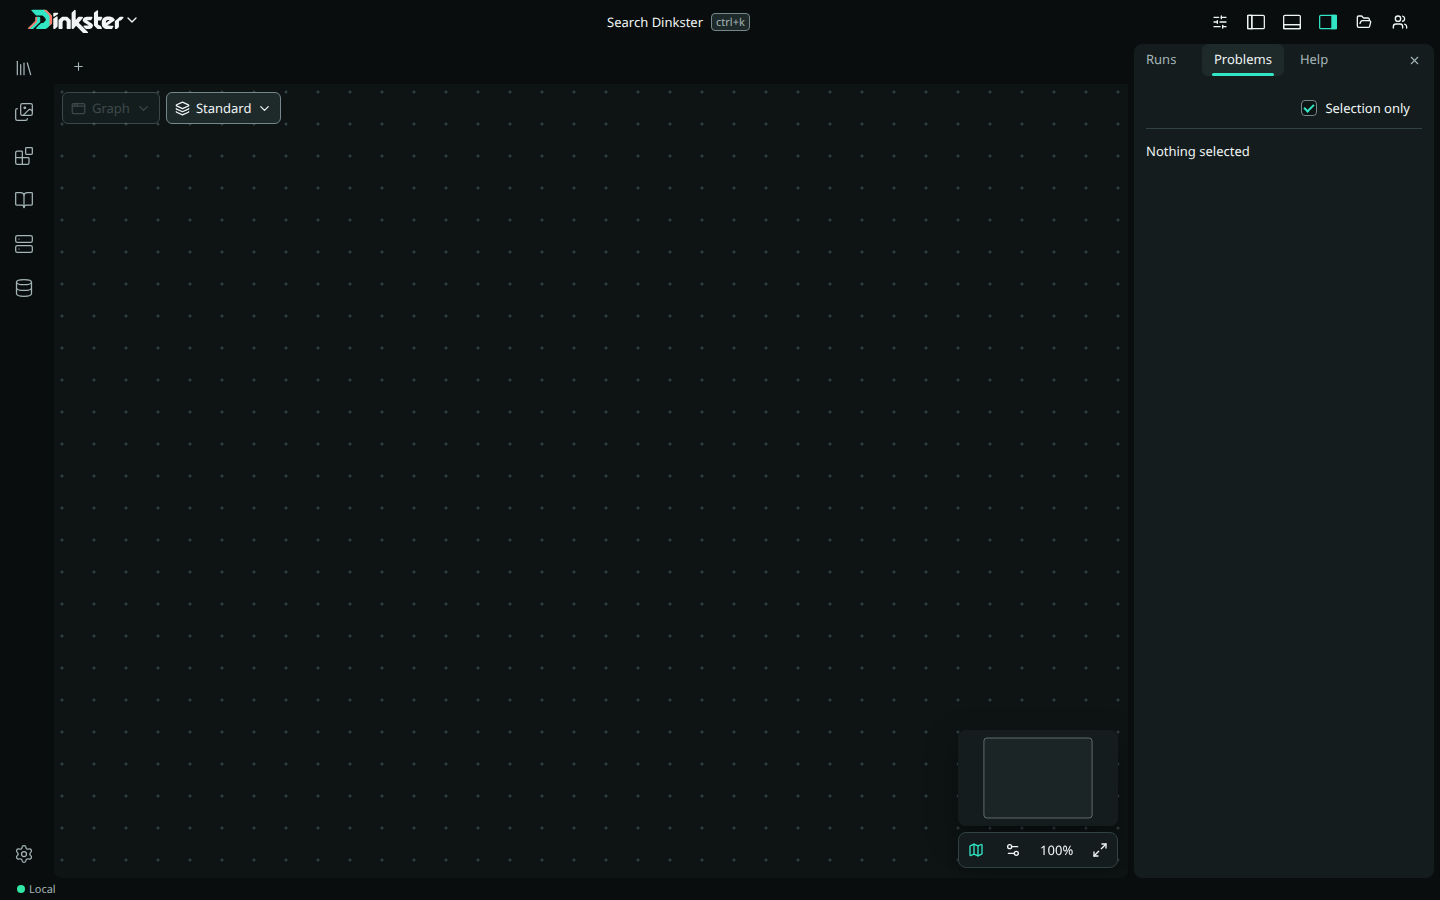 Dinkster
Search Dinkster ctrl+k
Runs Problems Help
Graph Standard
Selection only
Nothing selected
100%
Local